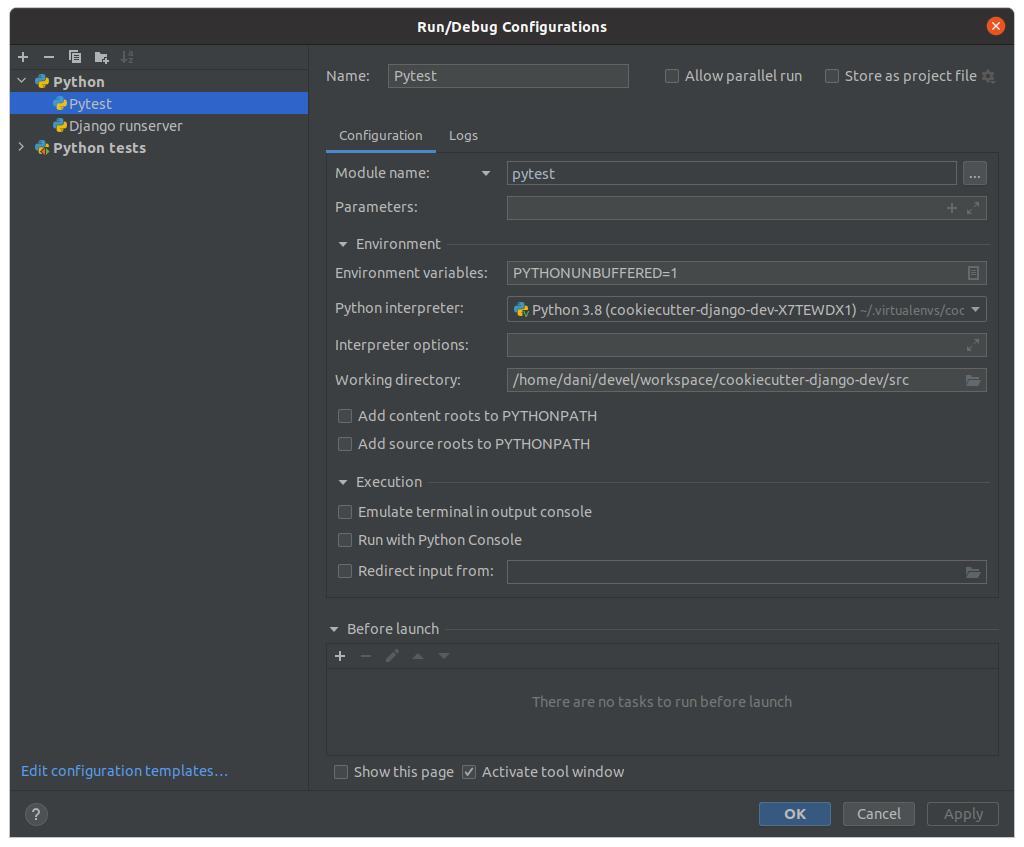 Run/Debug Configurations
Python
Pytest
Django runserver
Python tests
Edit configuration templates...
Name: Pytest
Allow parallel run
Store as project file
Configuration Logs
Module name: pytest ...
Parameters:
Environment
Environment variables: PYTHONUNBUFFERED=1
Python interpreter: Python 3.8 (cookiecutter-django-dev-X7TEWDX1) ~/.virtualenvs/coc
Interpreter options:
Working directory: /home/dani/devel/workspace/cookiecutter-django-dev/src
Add content roots to PYTHONPATH
Add source roots to PYTHONPATH
Execution
Emulate terminal in output console
Run with Python Console
Redirect input from:
Before launch
There are no tasks to run before launch
Show this page Activate tool window
? OK Cancel Apply